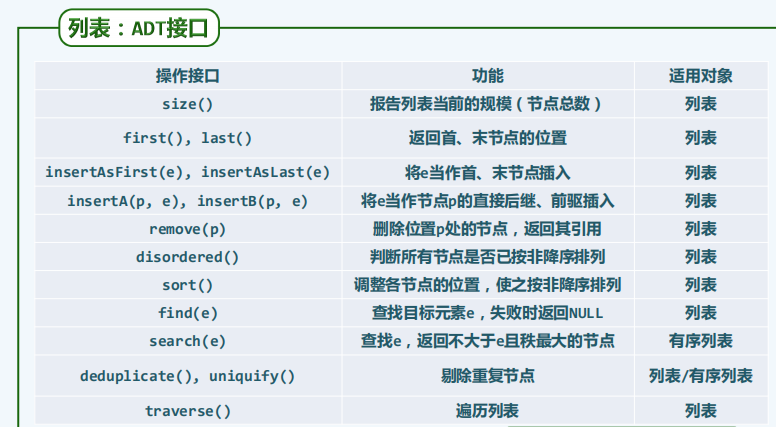 列表：ADT接口
操作接口 功能 适用对象
size() 报告列表当前的规模（节点总数） 列表
first(), last() 返回首、末节点的位置 列表
insertAsFirst(e), insertAsLast(e) 将e当作首、末节点插入 列表
insertA(p, e), insertB(p, e) 将e当作节点p的直接后继、前驱插入 列表
remove(p) 删除位置p处的节点，返回其引用 列表
disordered() 判断所有节点是否已按非降序排列 列表
sort() 调整各节点的位置，使之按非降序排列 列表
find(e) 查找目标元素e，失败时返回NULL 列表
search(e) 查找e，返回不大于e且秩最大的节点 有序列表
deduplicate(), uniquify() 剔除重复节点 列表/有序列表
traverse() 遍历列表 列表